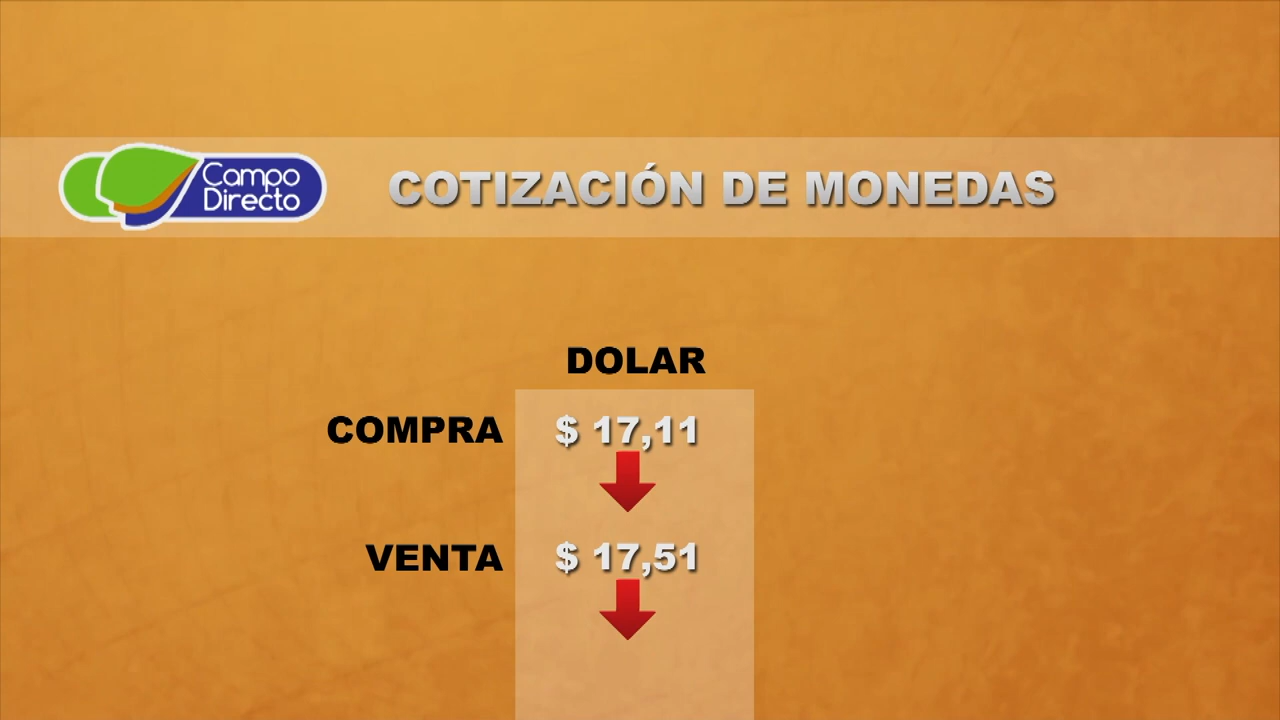 Campo
Directo
COTIZACIÓN DE MONEDAS
DOLAR
COMPRA $ 17,11
VENTA $ 17,51